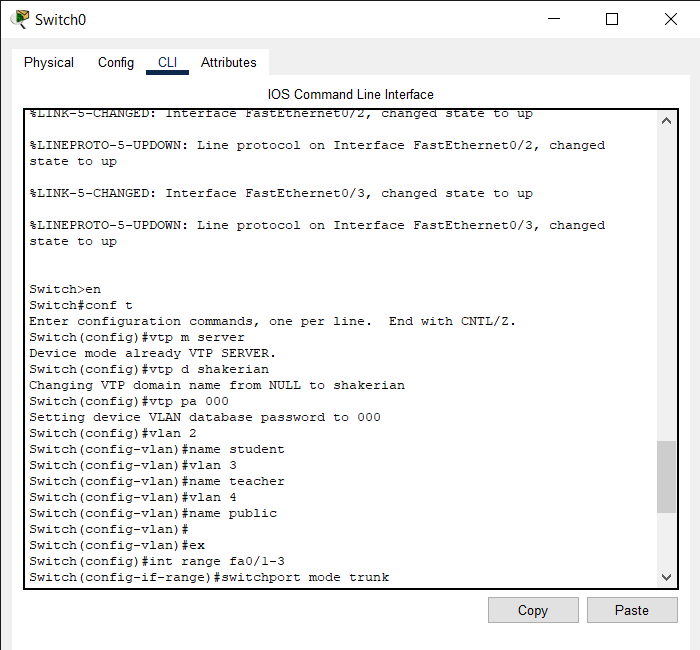 Switch0
Physical Config CLI Attributes
IOS Command Line Interface
%LINK-5-CHANGED: Interface FastEthernet0/2, changed state to up
%LINEPROTO-5-UPDOWN: Line protocol on Interface FastEthernet0/2, changed
state to up
%LINK-5-CHANGED: Interface FastEthernet0/3, changed state to up
%LINEPROTO-5-UPDOWN: Line protocol on Interface FastEthernet0/3, changed
state to up
Switch>en
Switch#conf t
Enter configuration commands, one per line.  End with CNTL/Z.
Switch(config)#vtp m server
Device mode already VTP SERVER.
Switch(config)#vtp d shakerian
Changing VTP domain name from NULL to shakerian
Switch(config)#vtp pa 000
Setting device VLAN database password to 000
Switch(config)#vlan 2
Switch(config-vlan)#name student
Switch(config-vlan)#vlan 3
Switch(config-vlan)#name teacher
Switch(config-vlan)#vlan 4
Switch(config-vlan)#name public
Switch(config-vlan)#
Switch(config-vlan)#ex
Switch(config)#int range fa0/1-3
Switch(config-if-range)#switchport mode trunk
Copy Paste